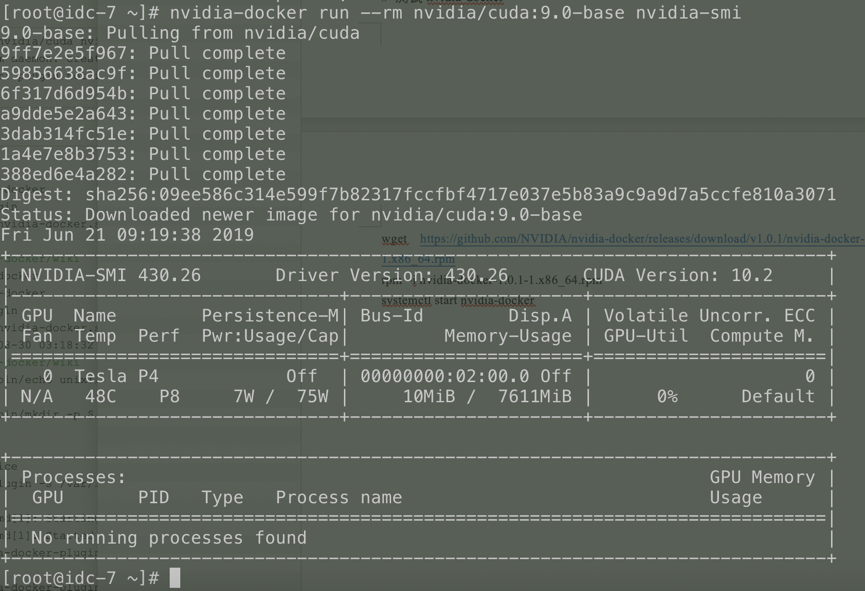 [root@idc-7 ~]# nvidia-docker run --rm nvidia/cuda:9.0-base nvidia-smi
9.0-base: Pulling from nvidia/cuda
9ff7e2e5f967: Pull complete
59856638ac9f: Pull complete
6f317d6d954b: Pull complete
a9dde5e2a643: Pull complete
3dab314fc51e: Pull complete
1a4e7e8b3753: Pull complete
388ed6e4a282: Pull complete
Digest: sha256:09ee586c314e599f7b82317fccfbf4717e037e5b83a9c9a9d7a5ccfe810a3071
Status: Downloaded newer image for nvidia/cuda:9.0-base
Fri Jun 21 09:19:38 2019
wget https://github.com/NVIDIA/nvidia-docker/releases/download/v1.0.1/nvidia-docker-
1.x86_64.rpm
NVIDIA-SMI 430.26 Driver Version: 430.26 CUDA Version: 10.2
nvidia-docker-1.0.1-1.x86_64.rpm
systemctl start nvidia-docker
GPU Name Persistence-M| Bus-Id Disp.A | Volatile Uncorr. ECC |
Fan Temp Perf Pwr:Usage/Cap| Memory-Usage | GPU-Util Compute M. |
0 Tesla P4 Off | 00000000:02:00.0 Off | 0 |
| N/A 48C P8 7W / 75W | 10MiB / 7611MiB | 0% Default |
Processes: GPU Memory |
| GPU PID Type Process name Usage |
No running processes found |
[root@idc-7 ~]#